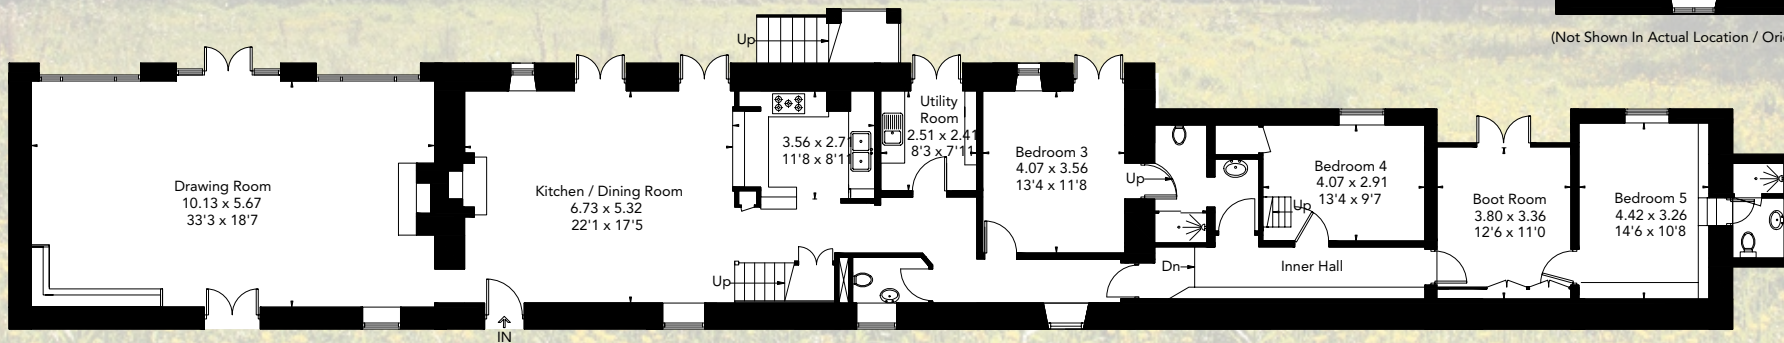 (Not Shown In Actual Location / Ori
Up
Drawing Room
10.13 x 5.67
33'3 x 18'7
Kitchen / Dining Room
6.73 x 5.32
22'1 x 17'5
3.56 x 2.71
11'8 x 8'11
Utility
Room
2.51 x 2.41
8'3 x 7'11
Bedroom 3
4.07 x 3.56
13'4 x 11'8
Up
Bedroom 4
4.07 x 2.91
13'4 x 9'7
Up
Boot Room
3.80 x 3.36
12'6 x 11'0
Bedroom 5
4.42 x 3.26
14'6 x 10'8
Up
Dn
Inner Hall
IN